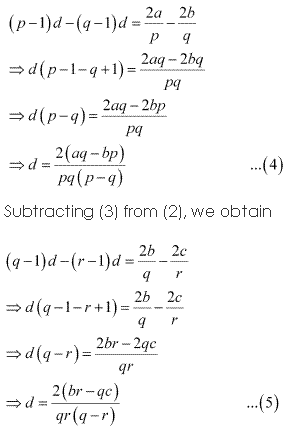 (p−1)d−(q−1)d = 2a/p − 2b/q
⇒ d(p−1−q+1) = (2aq−2bq)/pq
⇒ d(p−q) = (2aq−2bp)/pq
⇒ d = 2(aq−bp)/pq(p−q) ...(4)
Subtracting (3) from (2), we obtain
(q−1)d−(r−1)d = 2b/q − 2c/r
⇒ d(q−1−r+1) = 2b/q − 2c/r
⇒ d(q−r) = (2br−2qc)/qr
⇒ d = 2(br−qc)/qr(q−r) ...(5)